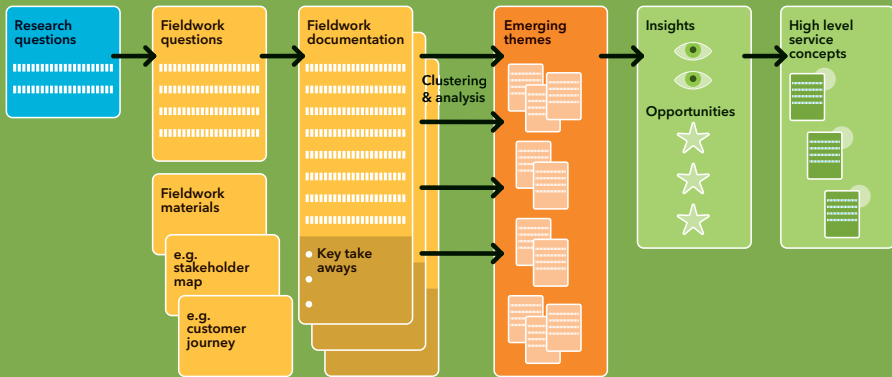 Research
questions
Fieldwork
questions
Fieldwork
materials
e.g.
stakeholder
map
e.g.
customer
journey
Fieldwork
documentation
Key take
aways
Clustering
& analysis
Emerging
themes
Insights
Opportunities
High level
service
concepts